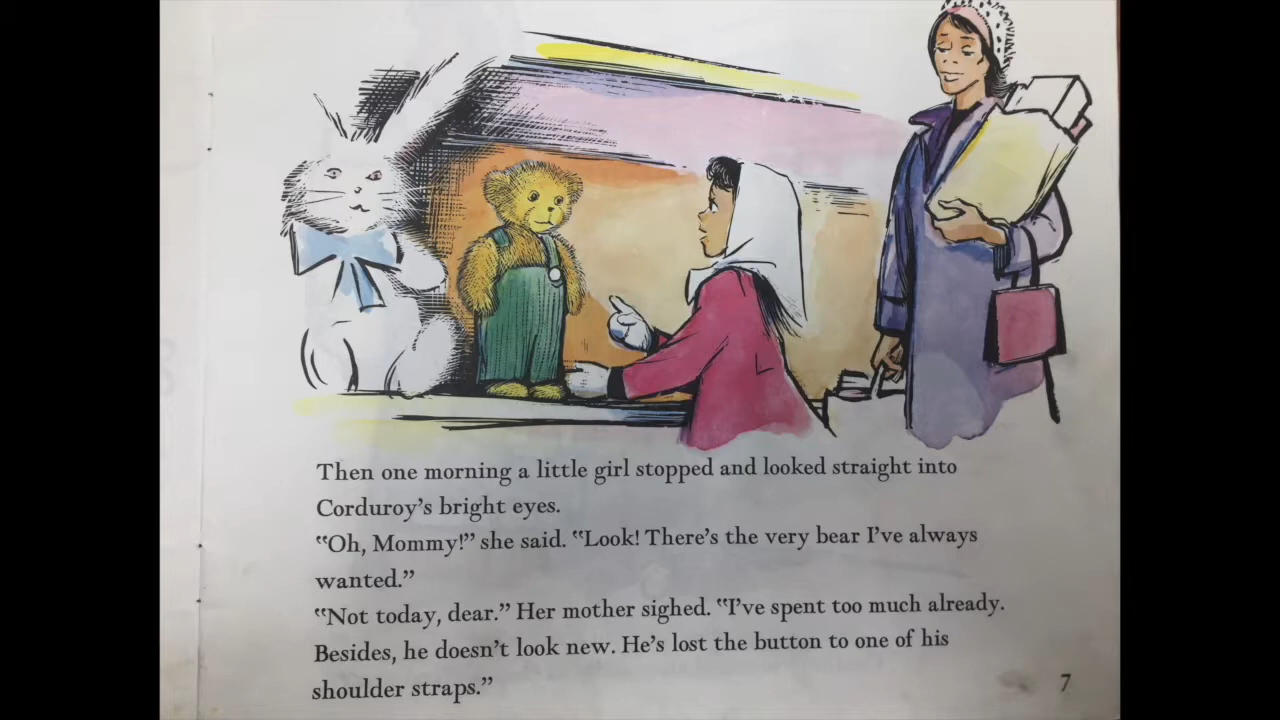 Then one morning a little girl stopped and looked straight into
Corduroy's bright eyes.
"Oh, Mommy!" she said. "Look! There's the very bear I've always
wanted."
"Not today, dear." Her mother sighed. "I've spent too much already.
Besides, he doesn't look new. He's lost the button to one of his
shoulder straps."
7